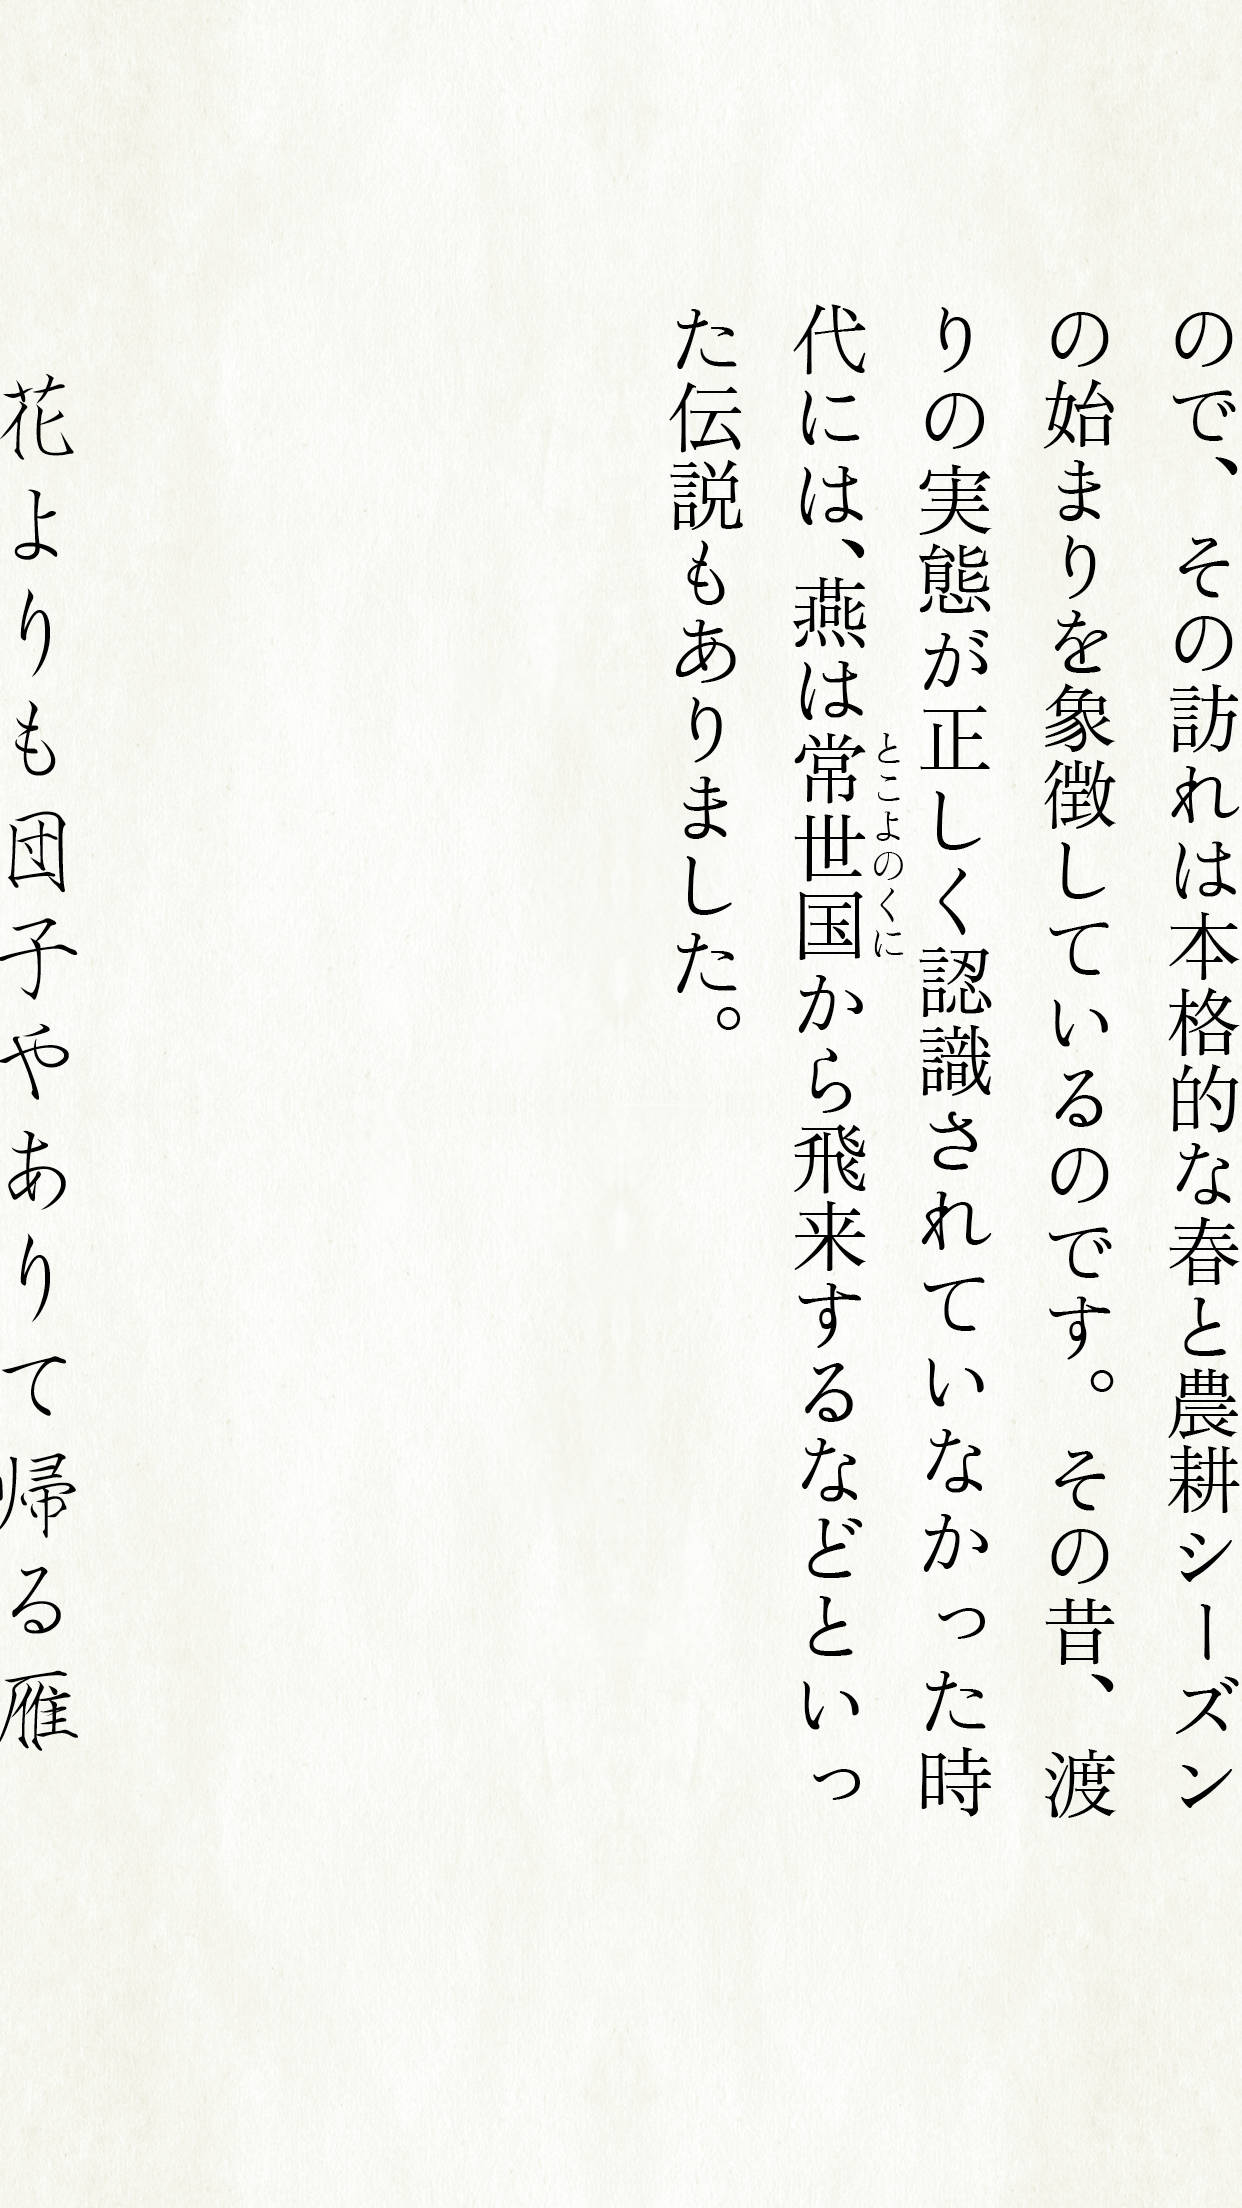 ので、その訪れは本格的な春と農耕シーズン
の始まりを象徴しているのです。その昔、渡
りの実態が正しく認識されていなかった時
代には、燕は常世国から飛来するなどといっ
とこよのくに
た伝説もありました。
花よりも団子やありて帰る雁